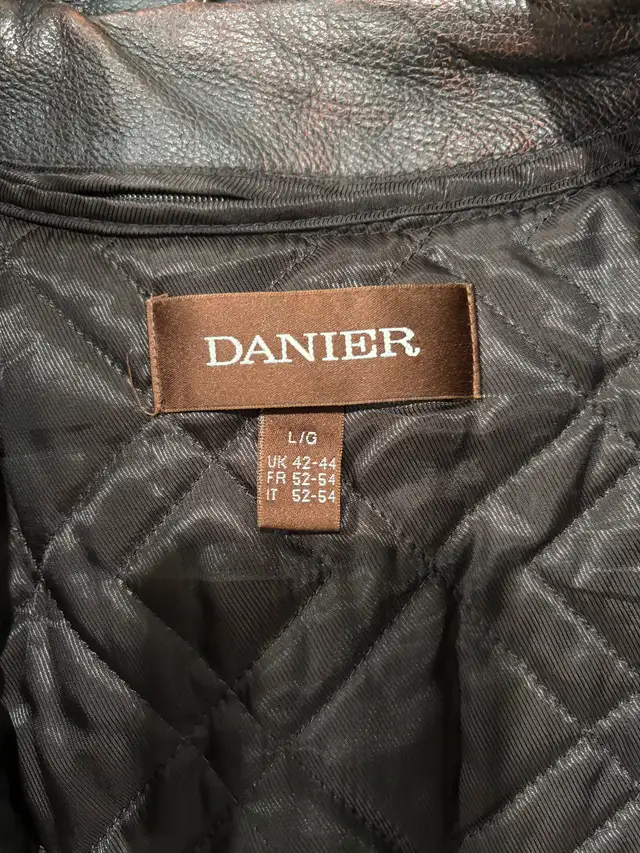 DANIER
L/G
UK 42-44
FR 52-54
IT 52-54